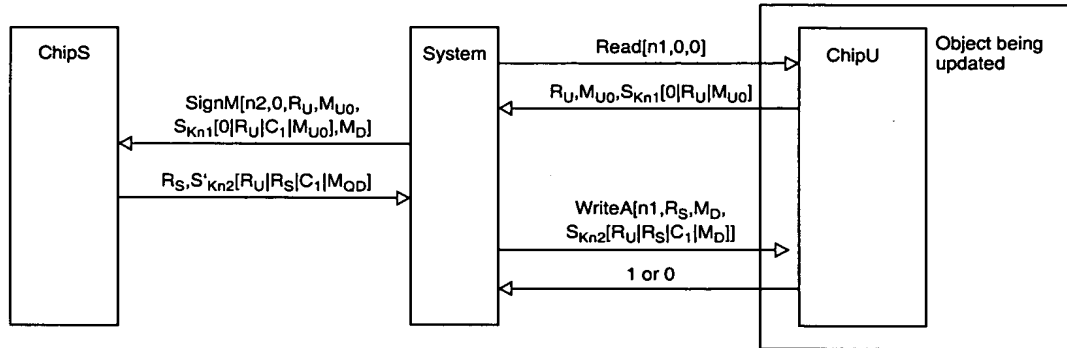 ChipS
System
ChipU
Object being
updated
Read[n1,0,0]
R_U,M_U0,S_Kn1[0|R_U|M_U0]
SignM[n2,0,R_U,M_U0,
S_Kn1[0|R_U|C_1|M_U0],M_D]
R_S,S'_Kn2[R_U|R_S|C_1|M_QD]
WriteA[n1,R_S,M_D,
S_Kn2[R_U|R_S|C_1|M_D]]
1 or 0